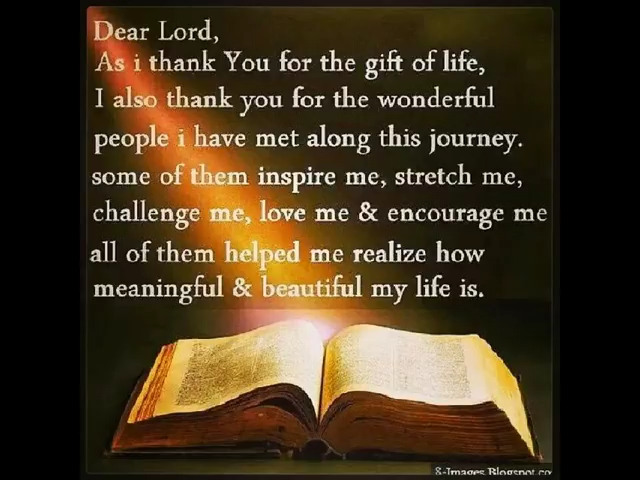 Dear Lord,
As i thank You for the gift of life,
I also thank you for the wonderful
people i have met along this journey.
some of them inspire me, stretch me,
challenge me, love me & encourage me
all of them helped me realize how
meaningful & beautiful my life is.
8-Images.Blogspot.co